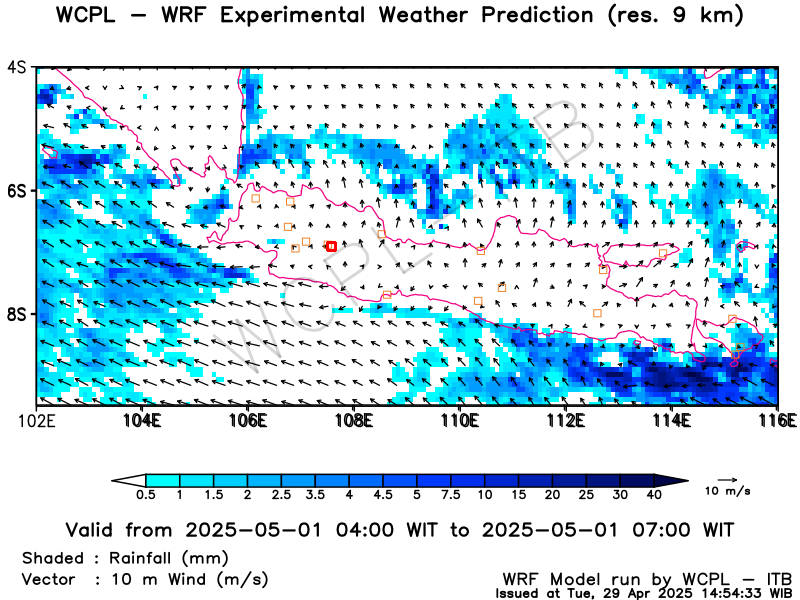 WCPL – WRF Experimental Weather Prediction (res. 9 km)
4S
6S
8S
WCPL ITB
102E 104E 106E 108E 110E 112E 114E 116E
0.5 1 1.5 2 2.5 3.5 4 4.5 5 7.5 10 15 20 25 30 40
10 m/s
Valid from 2025–05–01 04:00 WIT to 2025–05–01 07:00 WIT
Shaded : Rainfall (mm)
Vector : 10 m Wind (m/s)
WRF Model run by WCPL – ITB
Issued at Tue, 29 Apr 2025 14:54:33 WIB